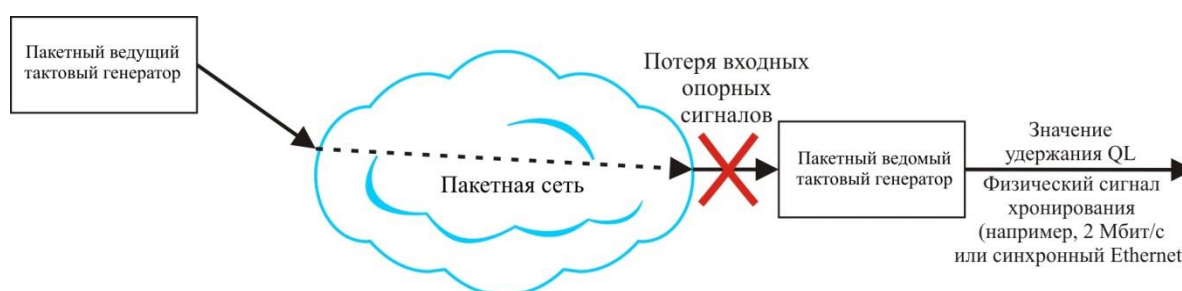 Пакетный ведущий
тактовый генератор
Потеря входных
опорных
сигналов
Пакетная сеть
Пакетный ведомый
тактовый генератор
Значение
удержания QL
Физический сигнал
хронирования
(например, 2 Мбит/с
или синхронный Ethernet